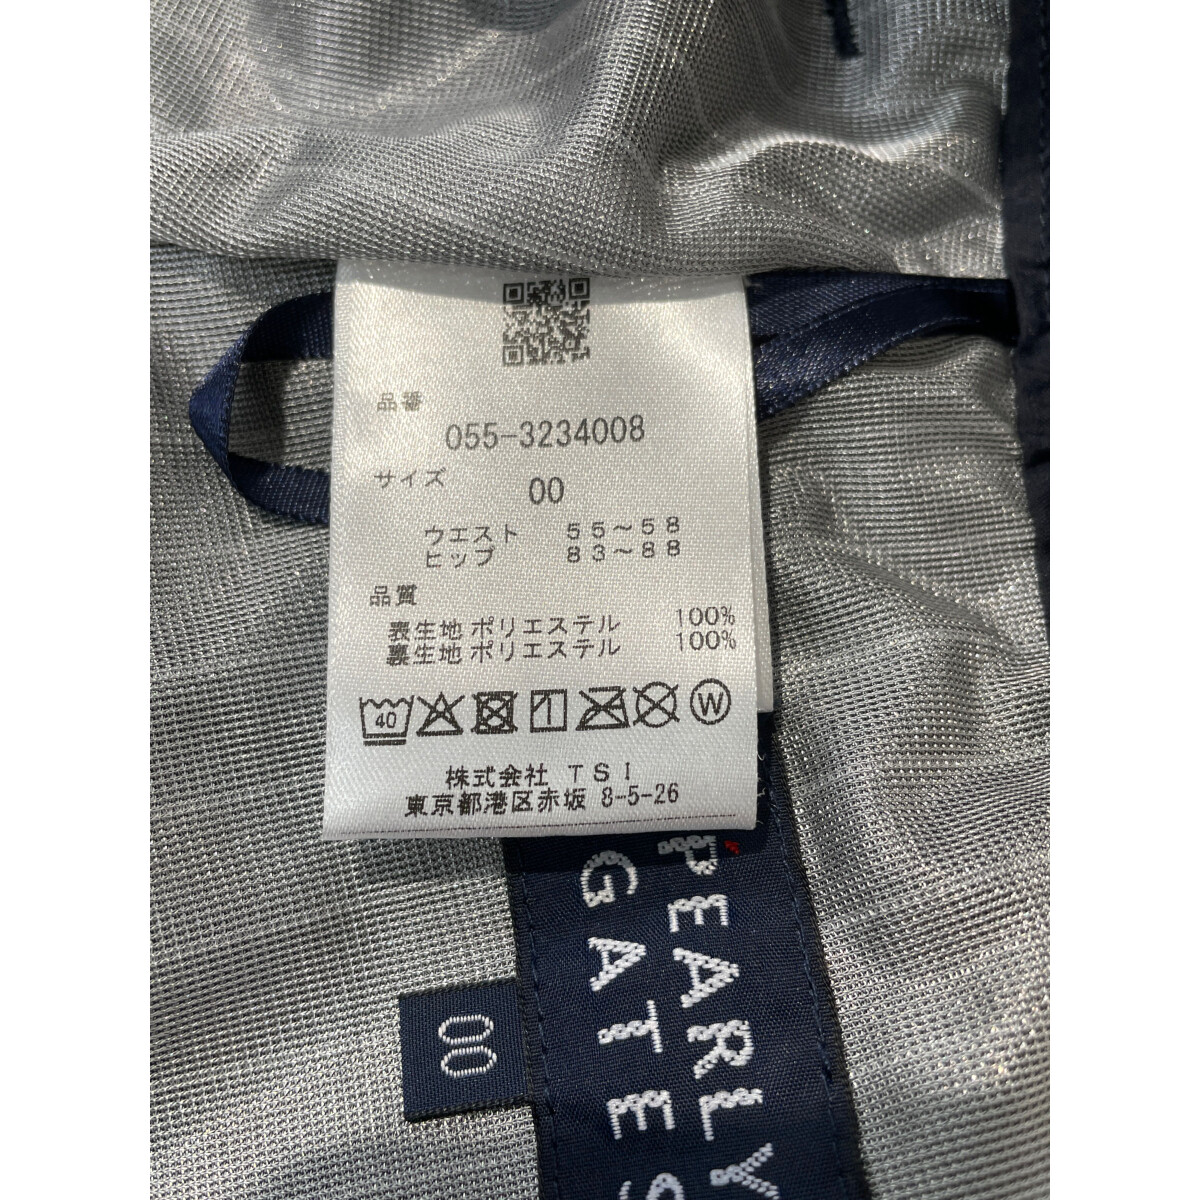 品番
055-3234008
サイズ
00
ウエスト 55～58
ヒップ 83～88
品質
表生地 ポリエステル 100%
裏生地 ポリエステル 100%
40
W
株式会社 TSI
東京都港区赤坂 8-5-26
PEARLY
GATES
00